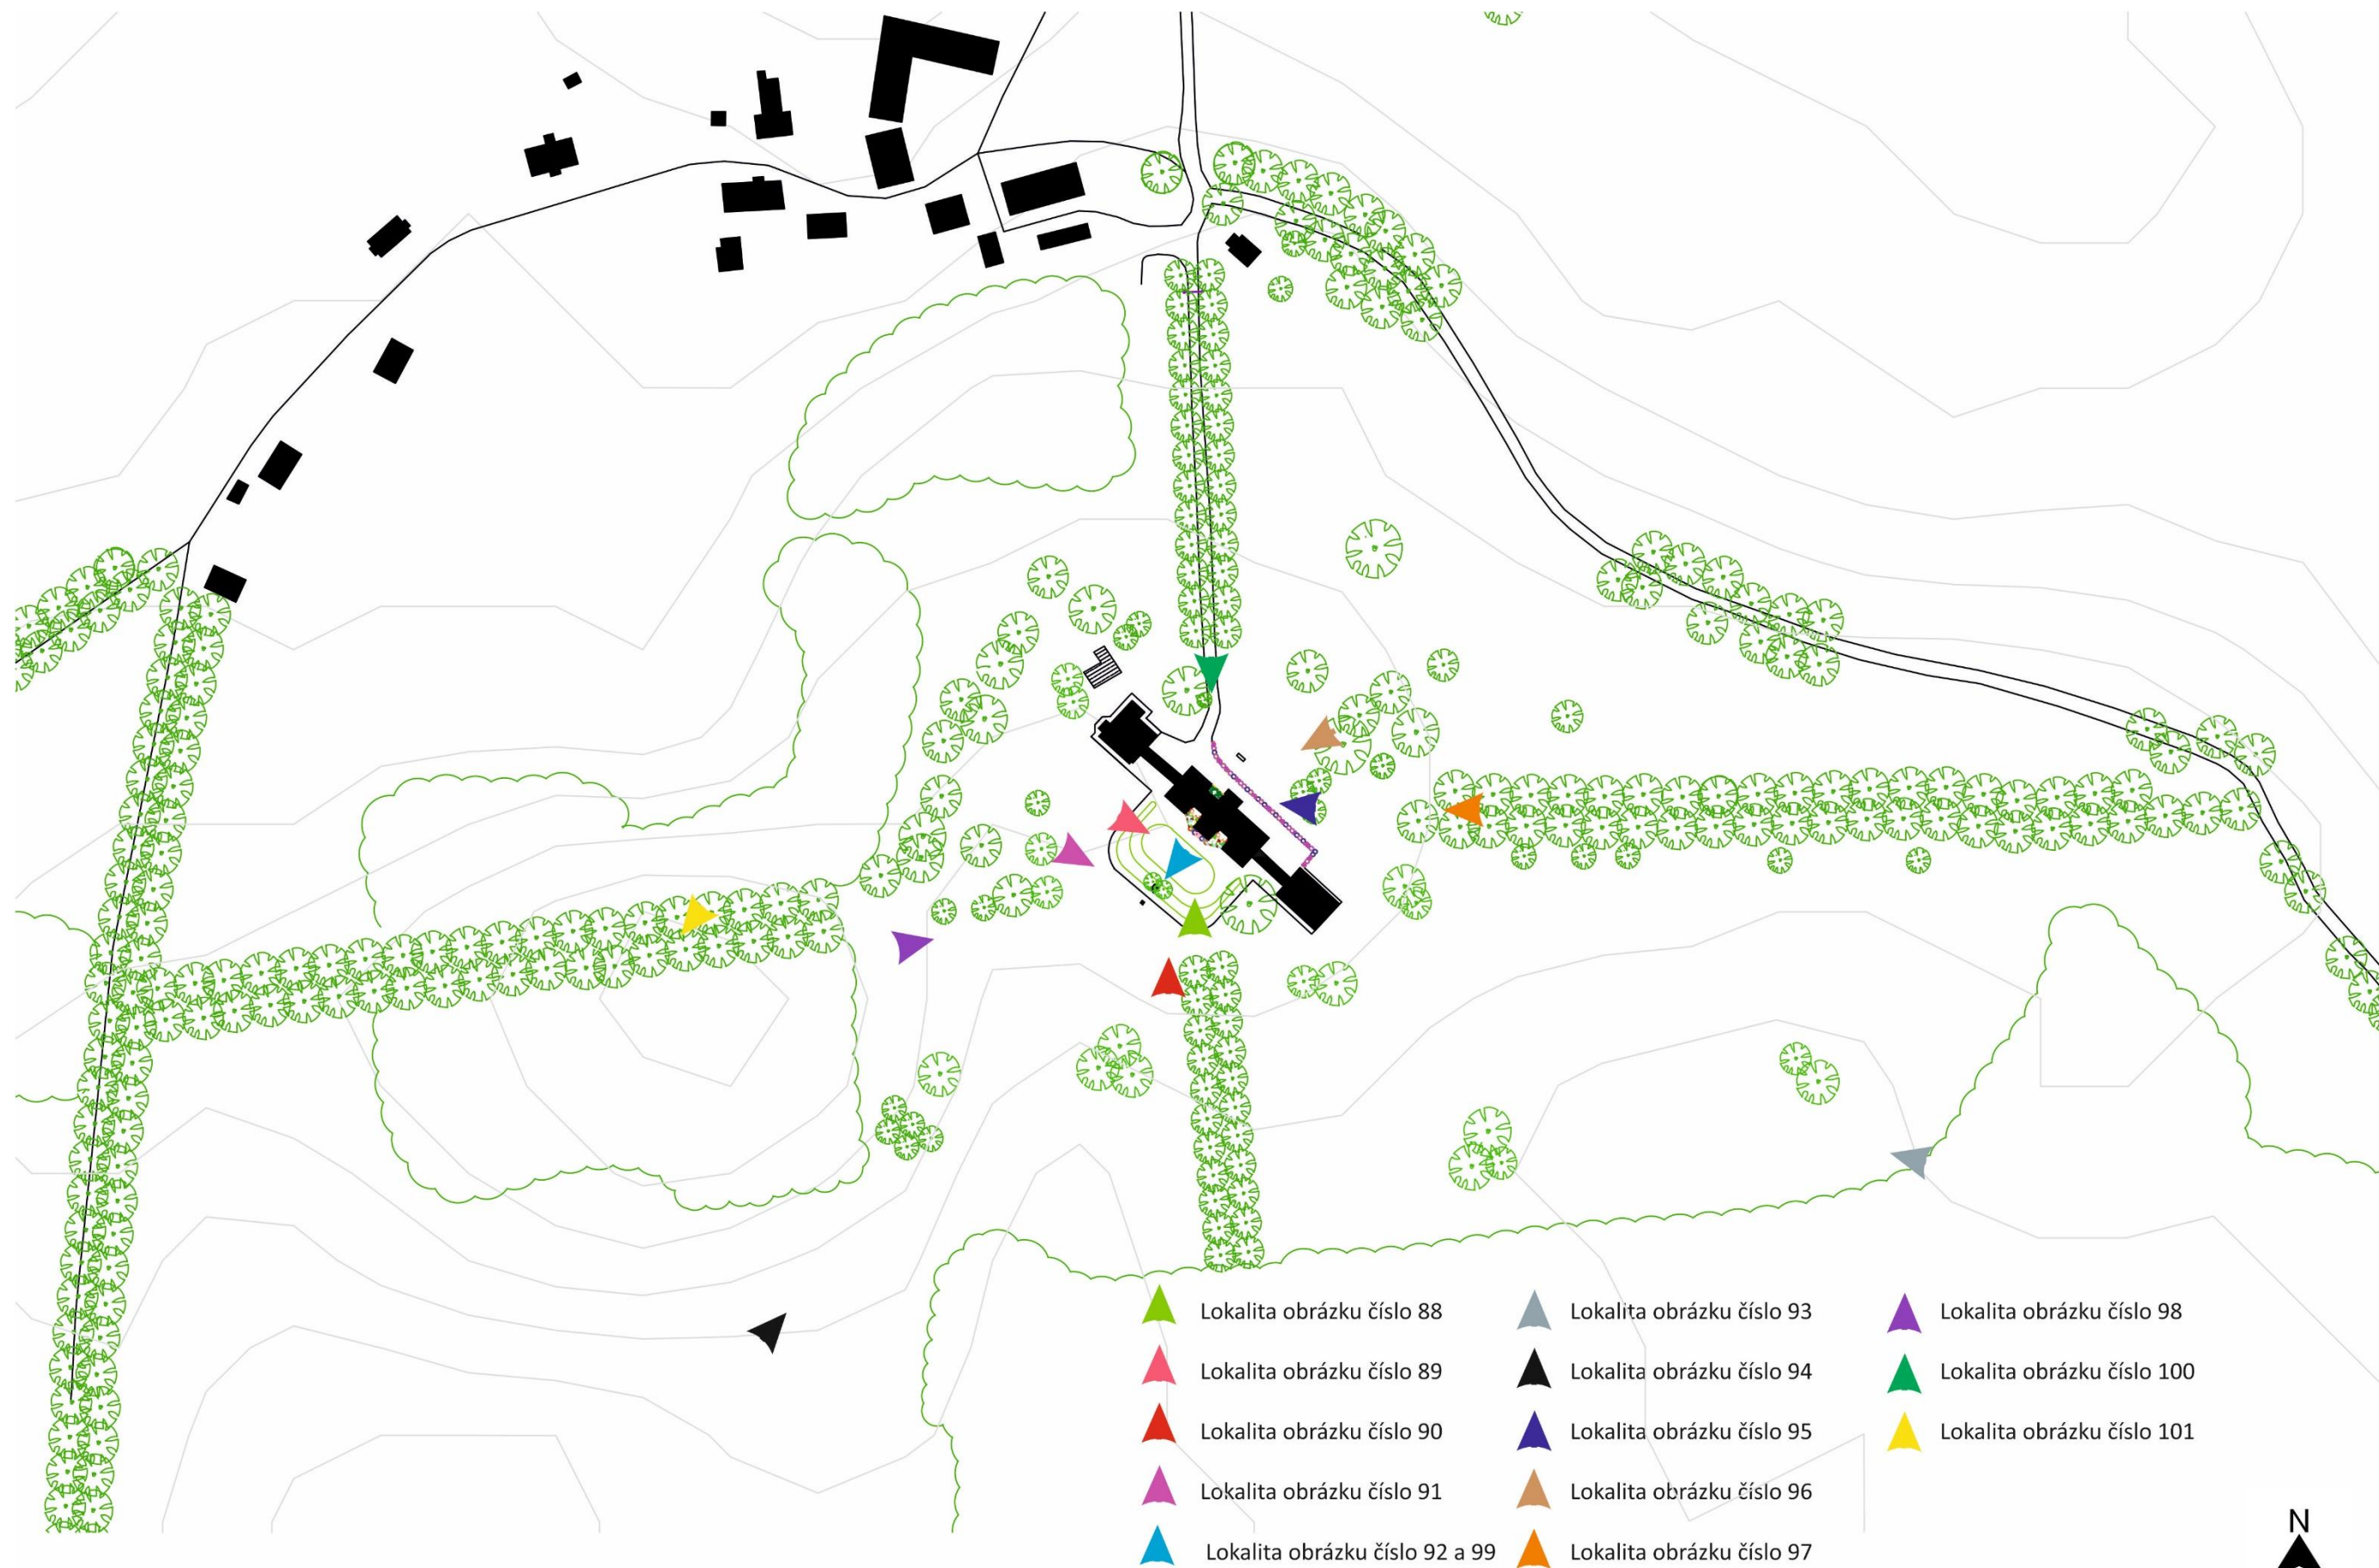 Lokalita obrázku číslo 88
Lokalita obrázku číslo 89
Lokalita obrázku číslo 90
Lokalita obrázku číslo 91
Lokalita obrázku číslo 92 a 99
Lokalita obrázku číslo 93
Lokalita obrázku číslo 94
Lokalita obrázku číslo 95
Lokalita obrázku číslo 96
Lokalita obrázku číslo 97
Lokalita obrázku číslo 98
Lokalita obrázku číslo 100
Lokalita obrázku číslo 101
N